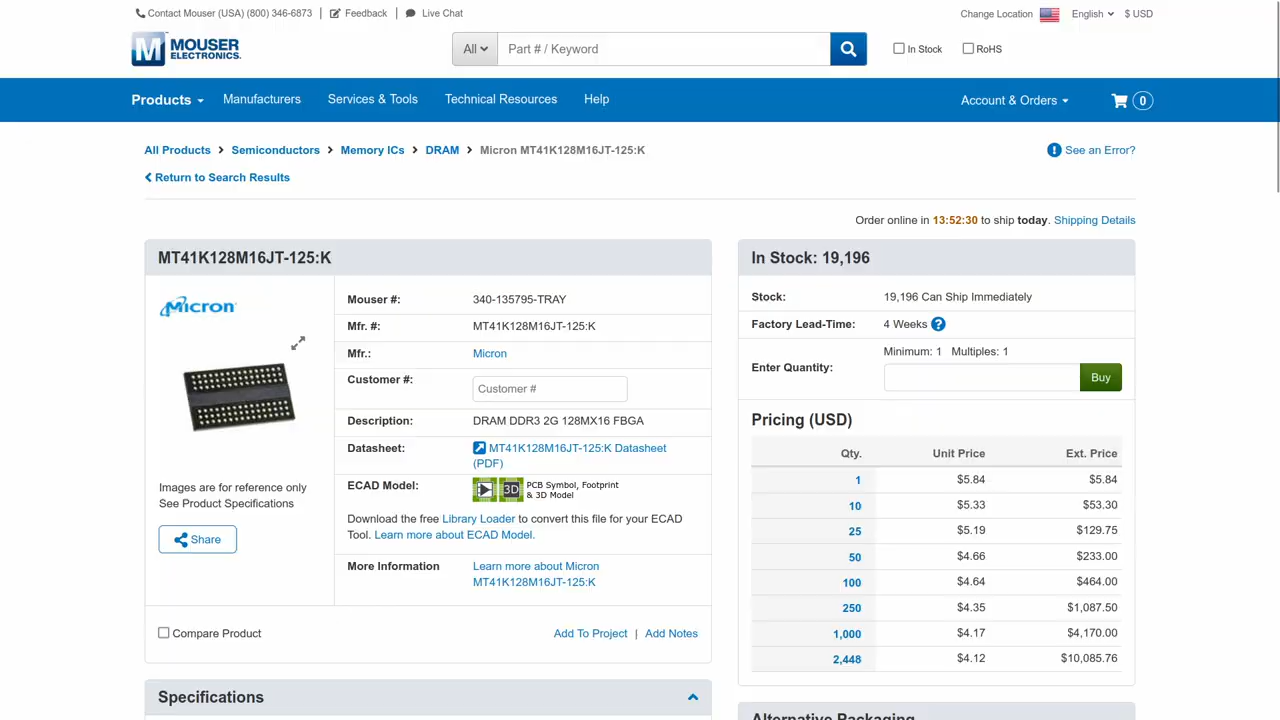 Contact Mouser (USA) (800) 346-6873 | Feedback | Live Chat
Change Location English $ USD
M MOUSER ELECTRONICS.
All Part # / Keyword In Stock RoHS
Products Manufacturers Services & Tools Technical Resources Help Account & Orders 0
All Products Semiconductors Memory ICs DRAM Micron MT41K128M16JT-125:K
See an Error?
Return to Search Results
Order online in 13:52:30 to ship today. Shipping Details
MT41K128M16JT-125:K
Micron
Images are for reference only
See Product Specifications
Share
Mouser #: 340-135795-TRAY
Mfr. #: MT41K128M16JT-125:K
Mfr.: Micron
Customer #: Customer #
Description: DRAM DDR3 2G 128MX16 FBGA
Datasheet: MT41K128M16JT-125:K Datasheet
(PDF)
ECAD Model: 3D PCB Symbol, Footprint
& 3D Model
Download the free Library Loader to convert this file for your ECAD
Tool. Learn more about ECAD Model.
More Information Learn more about Micron
MT41K128M16JT-125:K
Compare Product Add To Project | Add Notes
Specifications
In Stock: 19,196
Stock: 19,196 Can Ship Immediately
Factory Lead-Time: 4 Weeks ?
Minimum: 1 Multiples: 1
Enter Quantity: Buy
Pricing (USD)
Qty. Unit Price Ext. Price
1 $5.84 $5.84
10 $5.33 $53.30
25 $5.19 $129.75
50 $4.66 $233.00
100 $4.64 $464.00
250 $4.35 $1,087.50
1,000 $4.17 $4,170.00
2,448 $4.12 $10,085.76
Alternative Packaging